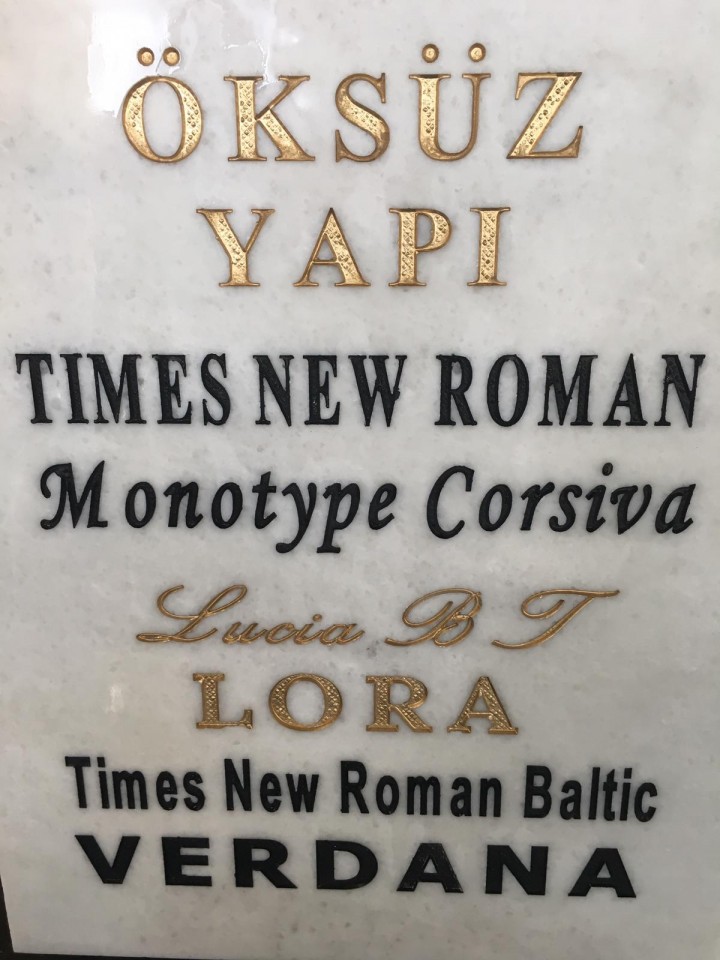 ÖKSÜZ
YAPI
TIMES NEW ROMAN
Monotype Corsiva
Lucia BT
LORA
Times New Roman Baltic
VERDANA